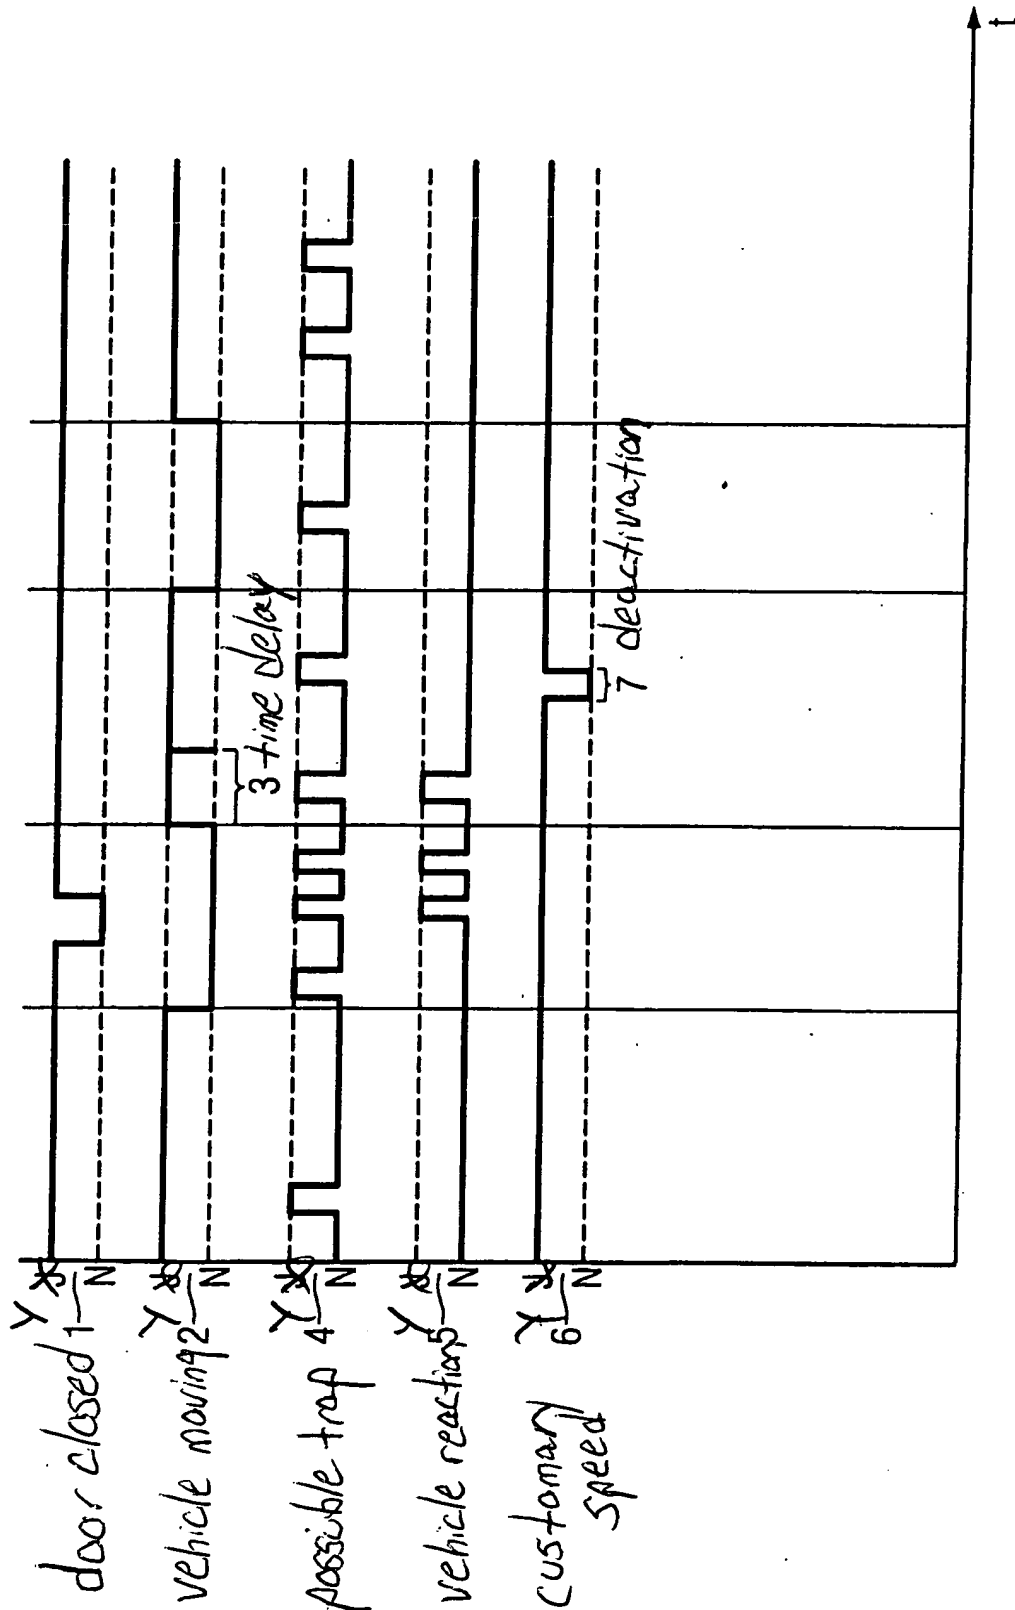 door closed 1 Y N
vehicle moving 2 Y N
3 time delay
possible trap 4 Y N
vehicle reaction 5 Y N
customary
speed 6 Y N
7 deactivation
t